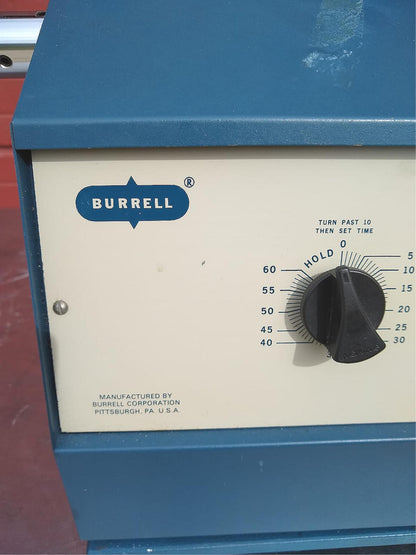 BURRELL ®
TURN PAST 10
THEN SET TIME
0
HOLD
60 5
55 10
50 15
20
45 25
40 30
MANUFACTURED BY
BURRELL CORPORATION
PITTSBURGH, PA. U.S.A.